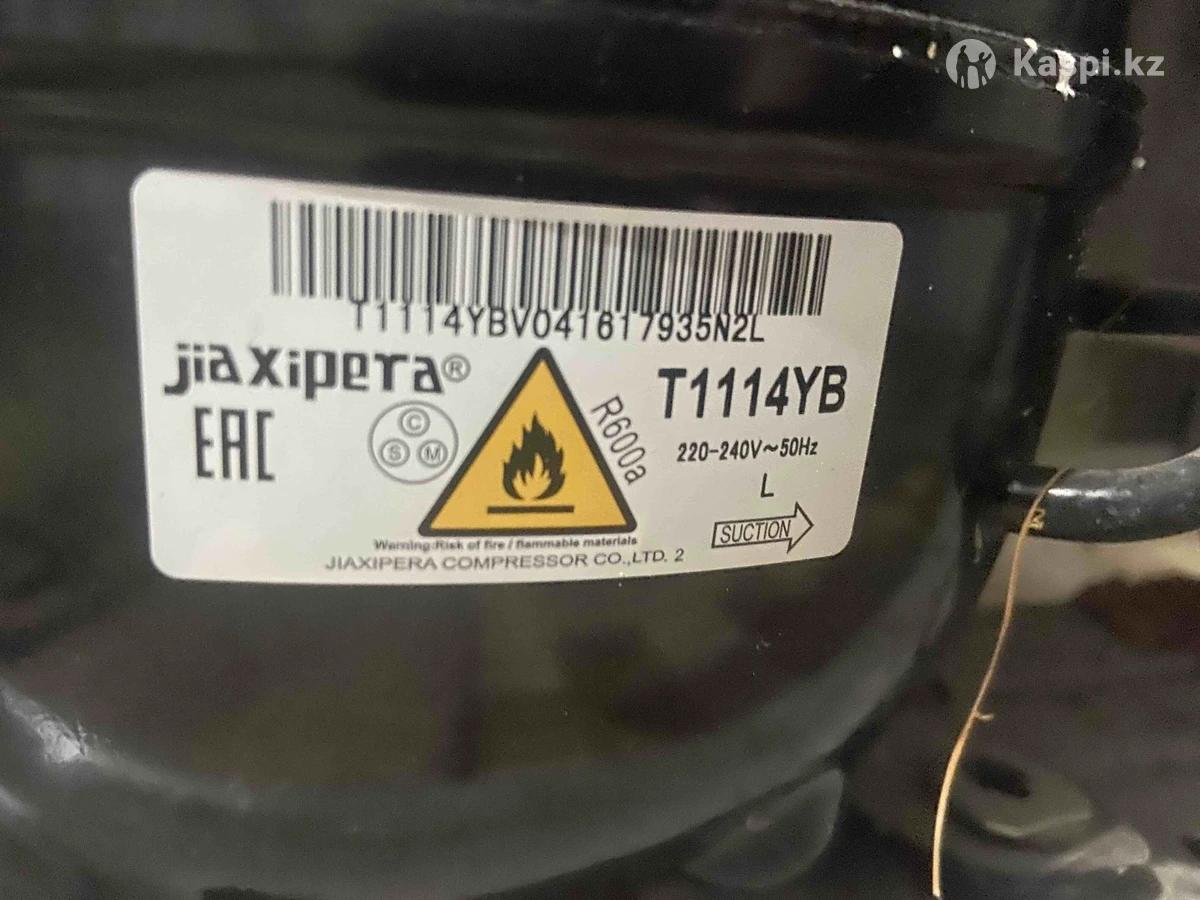 Kaspi.kz
T1114YBV041617935N2L
jiaxipera®
T1114YB
EAC
C
S M
R600a
220-240V~50Hz
L
SUCTION
Warning:Risk of fire / flammable materials
JIAXIPERA COMPRESSOR CO.,LTD. 2